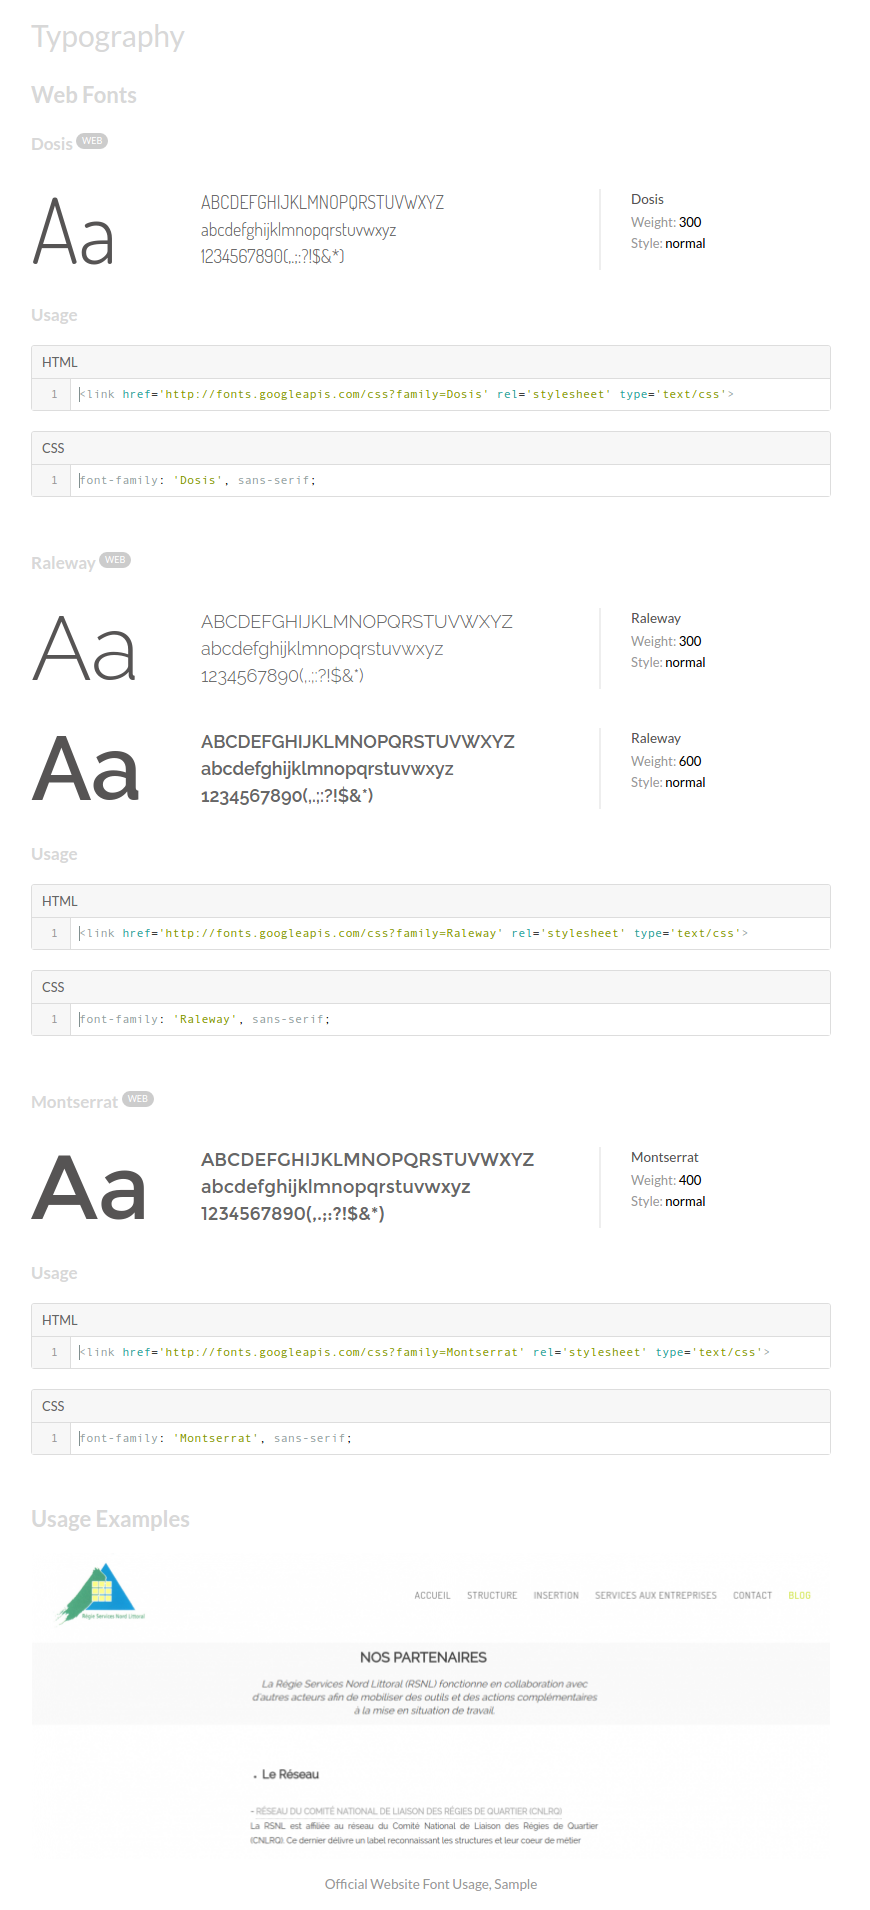 Typography
Web Fonts
Dosis WEB
Aa
ABCDEFGHIJKLMNOPQRSTUVWXYZ
abcdefghijklmnopqrstuvwxyz
1234567890(,.;:?!$&*)
Dosis
Weight: 300
Style: normal
Usage
HTML
1 <link href='http://fonts.googleapis.com/css?family=Dosis' rel='stylesheet' type='text/css'>
CSS
1 font-family: 'Dosis', sans-serif;
Raleway WEB
Aa
ABCDEFGHIJKLMNOPQRSTUVWXYZ
abcdefghijklmnopqrstuvwxyz
1234567890(,.;:?!$&*)
Raleway
Weight: 300
Style: normal
Aa
ABCDEFGHIJKLMNOPQRSTUVWXYZ
abcdefghijklmnopqrstuvwxyz
1234567890(,.;:?!$&*)
Raleway
Weight: 600
Style: normal
Usage
HTML
1 <link href='http://fonts.googleapis.com/css?family=Raleway' rel='stylesheet' type='text/css'>
CSS
1 font-family: 'Raleway', sans-serif;
Montserrat WEB
Aa
ABCDEFGHIJKLMNOPQRSTUVWXYZ
abcdefghijklmnopqrstuvwxyz
1234567890(,.;:?!$&*)
Montserrat
Weight: 400
Style: normal
Usage
HTML
1 <link href='http://fonts.googleapis.com/css?family=Montserrat' rel='stylesheet' type='text/css'>
CSS
1 font-family: 'Montserrat', sans-serif;
Usage Examples
Régie Services Nord Littoral
ACCUEIL STRUCTURE INSERTION SERVICES AUX ENTREPRISES CONTACT BLOG
NOS PARTENAIRES
La Régie Services Nord Littoral (RSNL) fonctionne en collaboration avec
d'autres acteurs afin de mobiliser des outils et des actions complémentaires
à la mise en situation de travail.
• Le Réseau
- RÉSEAU DU COMITÉ NATIONAL DE LIAISON DES RÉGIES DE QUARTIER (CNLRQ)
La RSNL est affiliée au réseau du Comité National de Liaison des Régies de Quartier
(CNLRQ). Ce dernier délivre un label reconnaissant les structures et leur coeur de métier
Official Website Font Usage, Sample